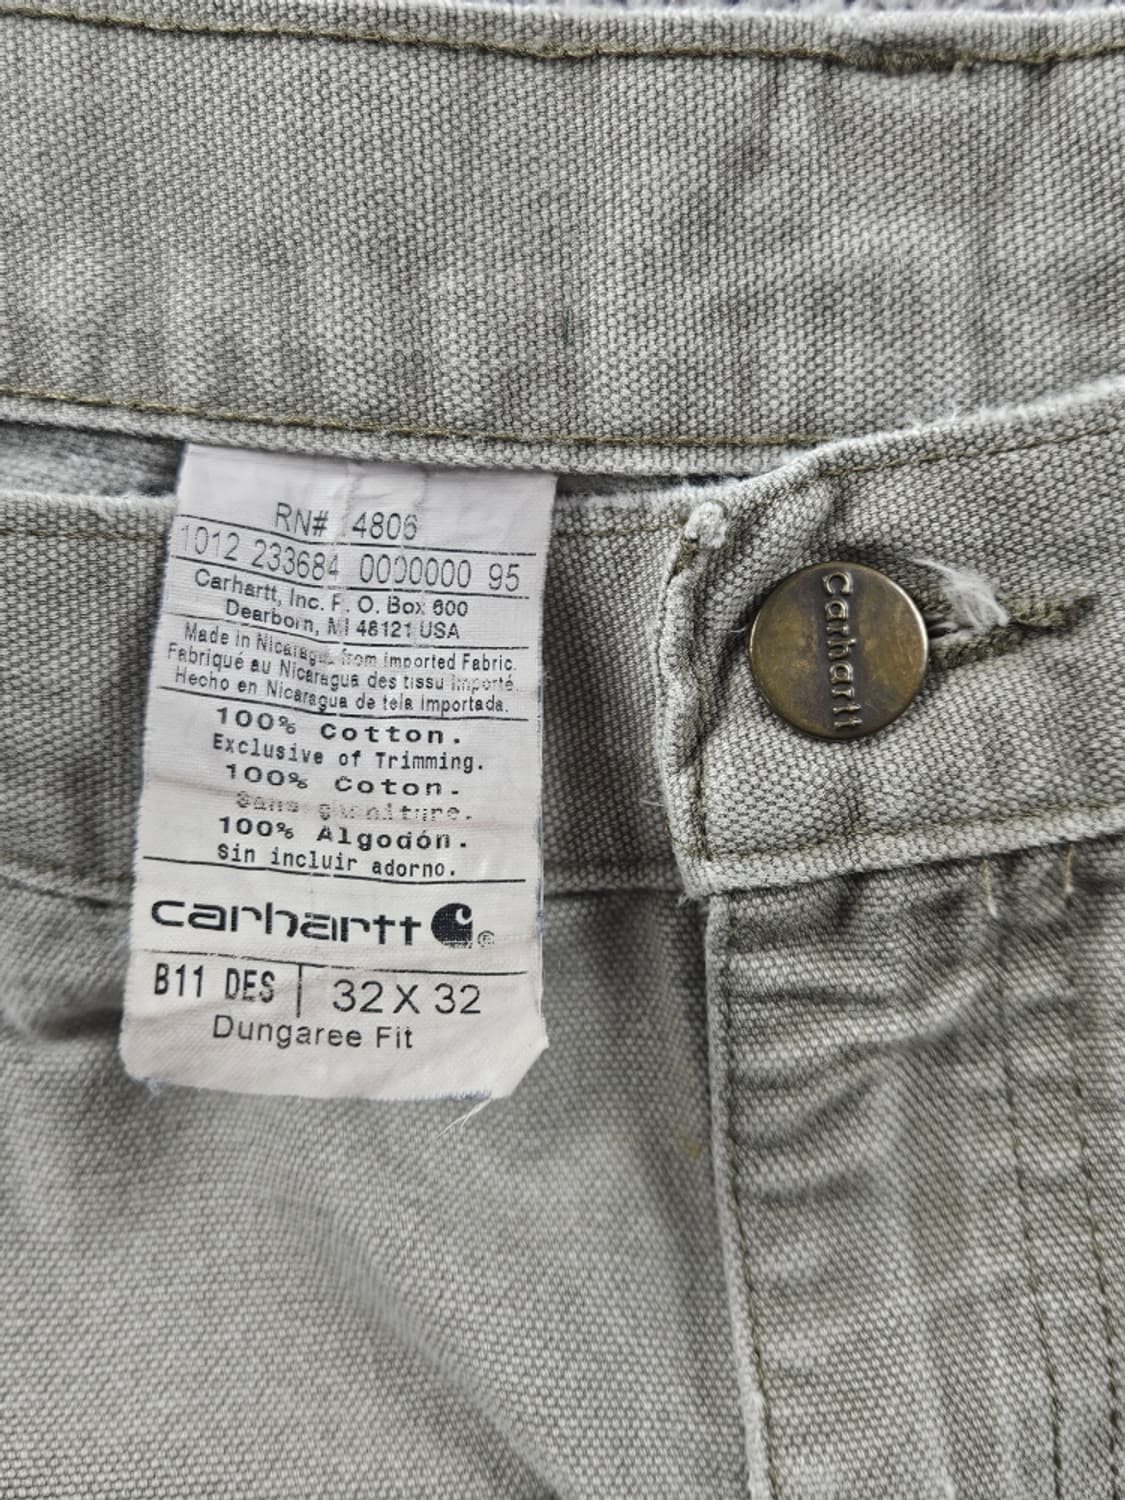 RN# 14806
1012 233684 0000000 95
Carhartt, Inc. P. O. Box 600
Dearborn, MI 48121 USA
Made in Nicaragua from Imported Fabric.
Fabriqué au Nicaragua des tissu Importé.
Hecho en Nicaragua de tela Importada.
100% Cotton.
Exclusive of Trimming.
100% Coton.
Sans garniture.
100% Algodón.
Sin incluir adorno.
carhartt ®
B11 DES | 32 X 32
Dungaree Fit
Carhartt